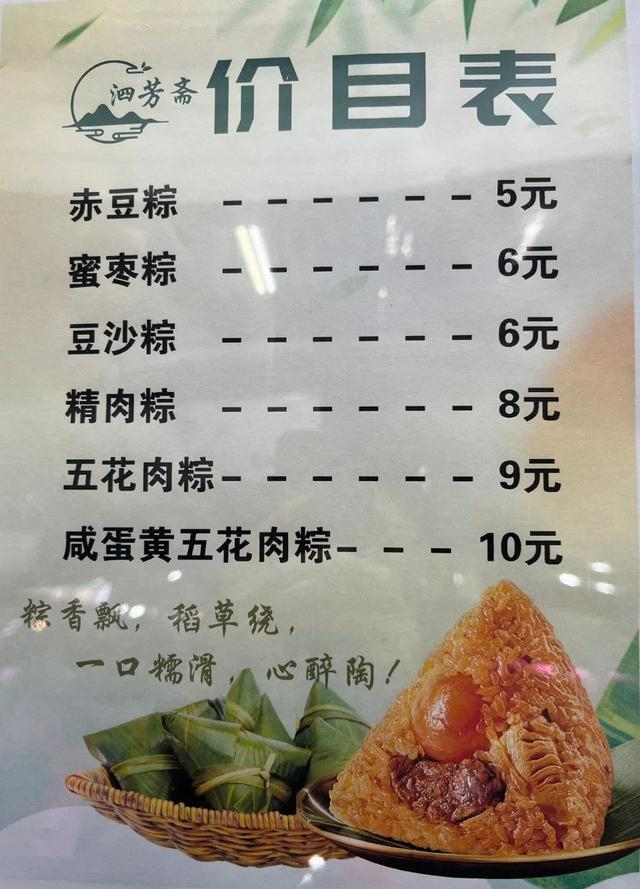 泗芳斋 价目表
赤豆粽 - - - - - - 5元
蜜枣粽 - - - - - - 6元
豆沙粽 - - - - - - 6元
精肉粽 - - - - - - 8元
五花肉粽 - - - - - - 9元
咸蛋黄五花肉粽 - - - 10元
粽香飘，稻草绕，
一口糯滑，心醉陶！